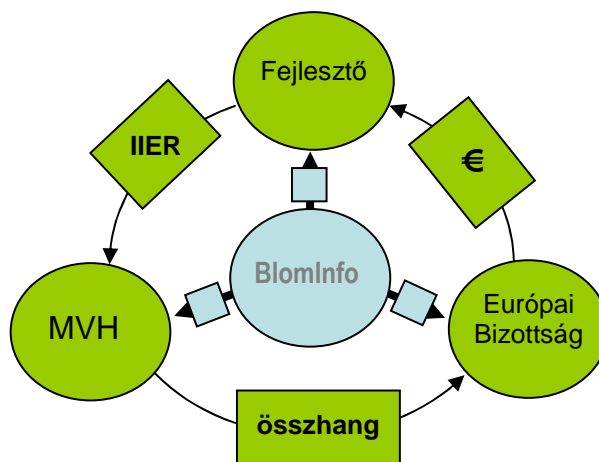 Fejlesztő
IIER
€
BlomInfo
MVH
Európai
Bizottság
összhang